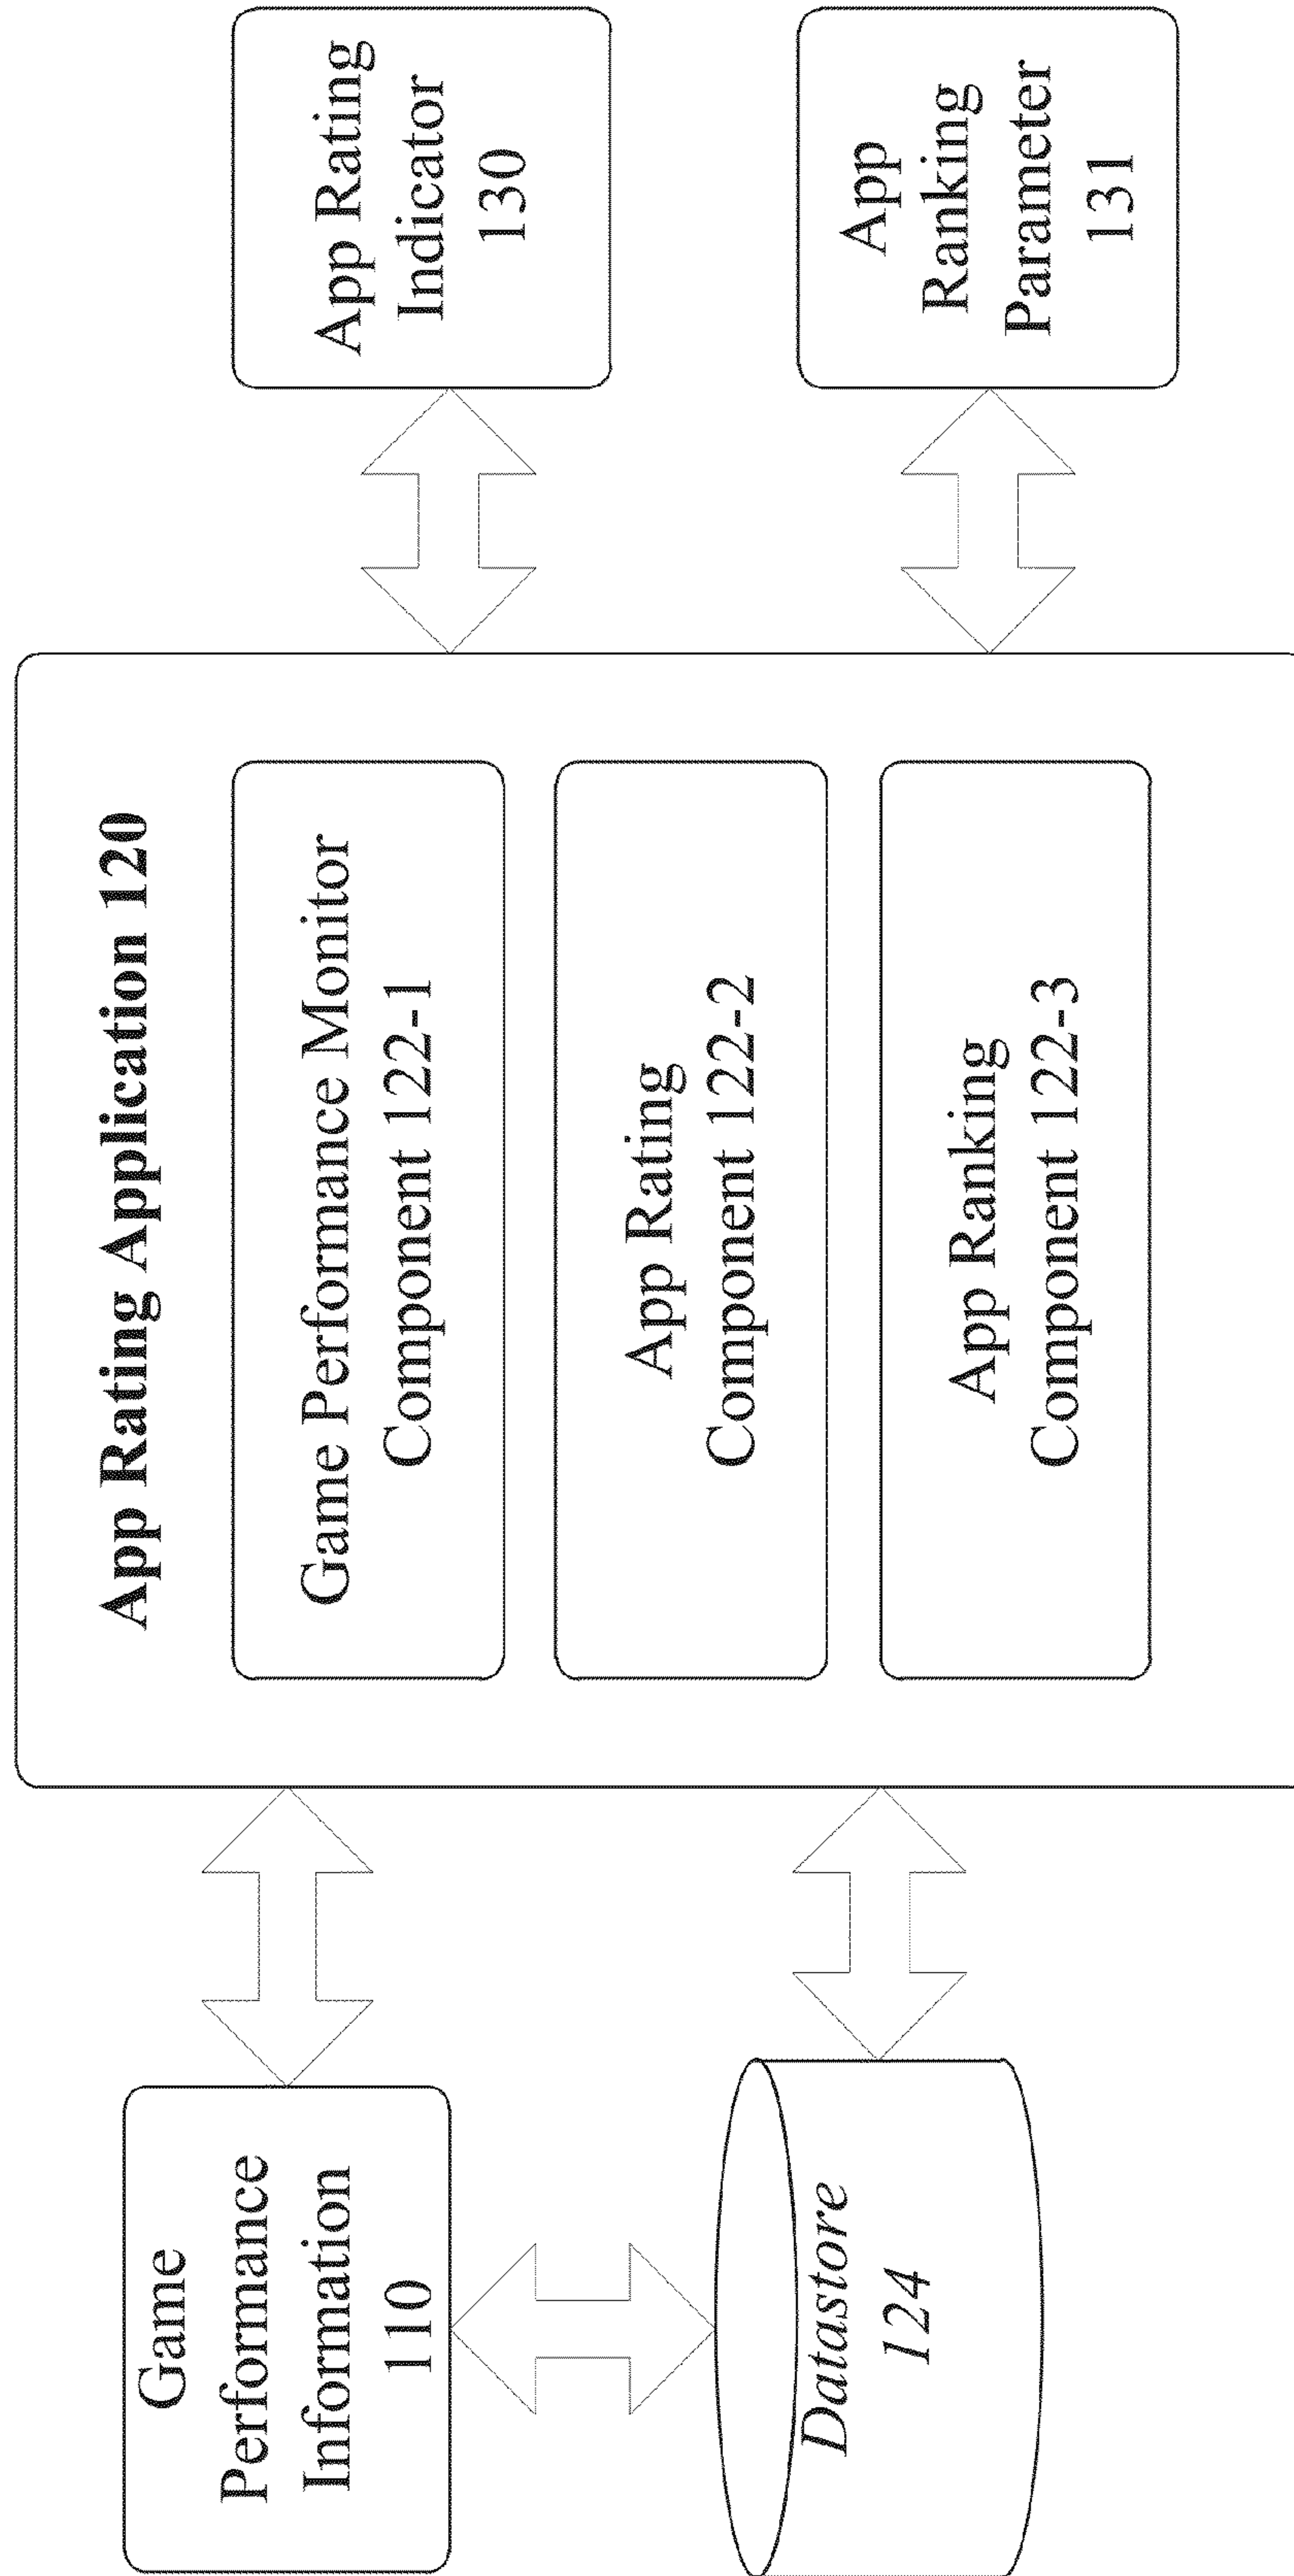 Game
Performance
Information
110
Datastore
124
App Rating Application 120
Game Performance Monitor
Component 122-1
App Rating
Component 122-2
App Ranking
Component 122-3
App Rating
Indicator
130
App
Ranking
Parameter
131